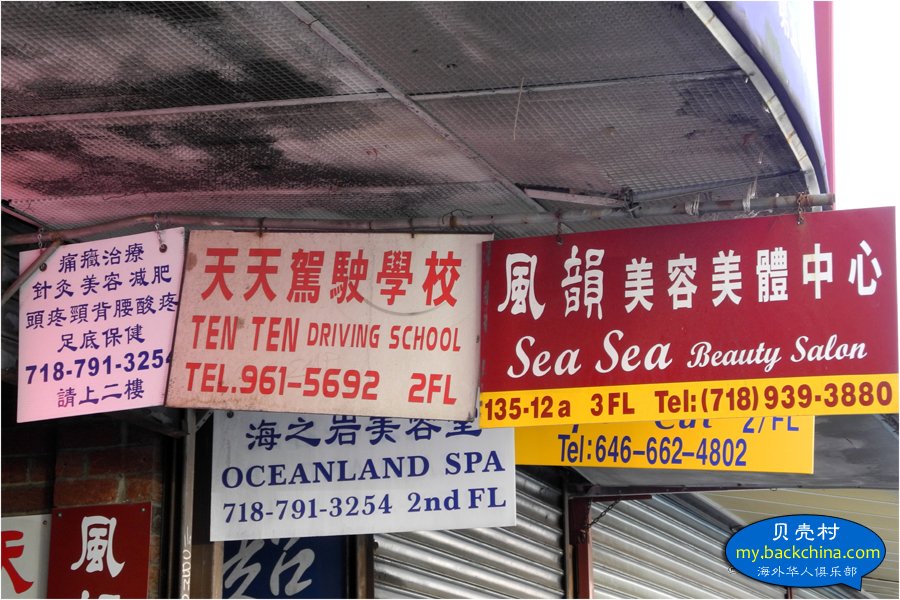 痛癥治療
針灸 美容 減肥
頭疼頸背腰酸疼
足底保健
718-791-3254
請上二樓
天天駕駛學校
TEN TEN DRIVING SCHOOL
TEL.961-5692 2FL
風韻 美容美體中心
Sea Sea Beauty Salon
135-12a 3FL Tel:(718)939-3880
海之岩美容室
OCEANLAND SPA
718-791-3254 2nd FL
Cut 2/FL
Tel:646-662-4802
天
風
贝壳村
my.backchina.com
海外华人俱乐部